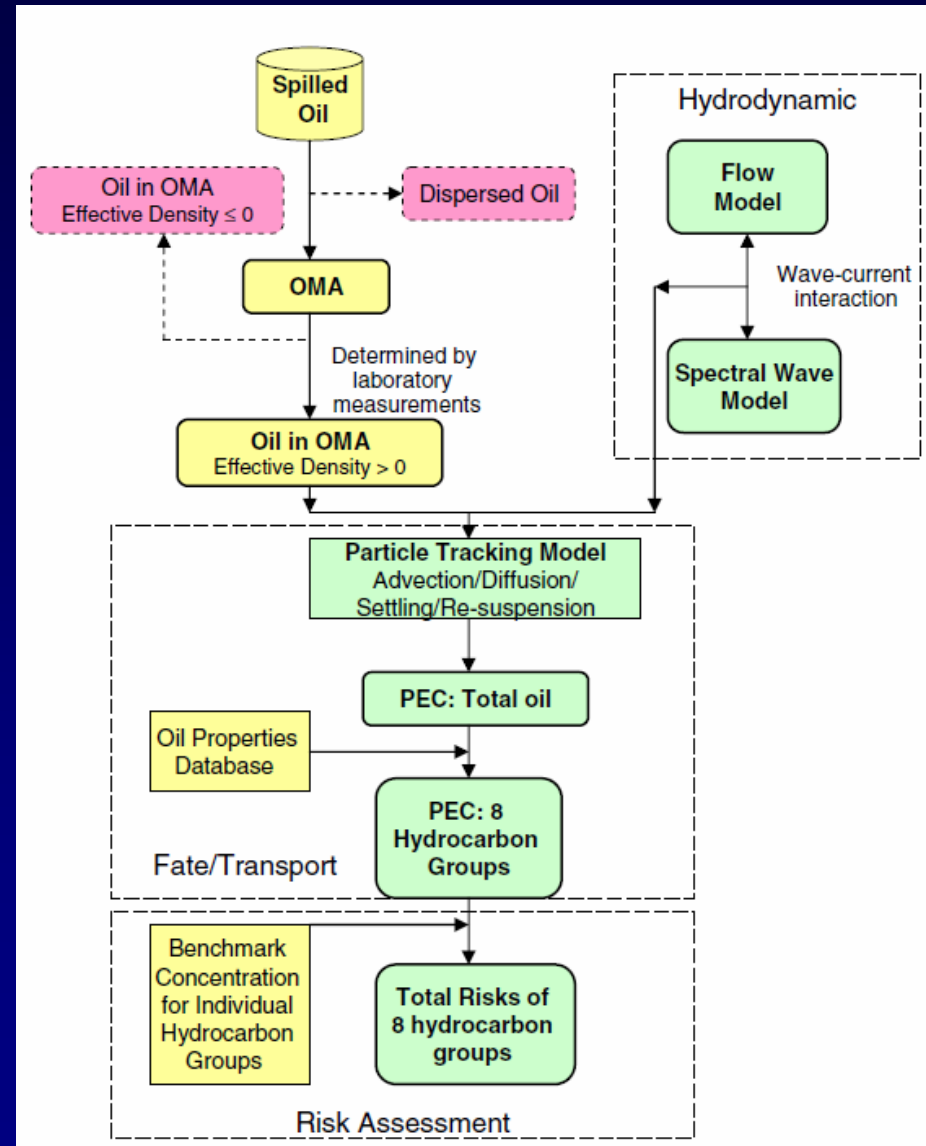 Spilled
Oil
Hydrodynamic
Oil in OMA
Effective Density ≤ 0
Dispersed Oil
Flow
Model
OMA
Wave-current
interaction
Determined by
laboratory
measurements
Spectral Wave
Model
Oil in OMA
Effective Density > 0
Particle Tracking Model
Advection/Diffusion/
Settling/Re-suspension
PEC: Total oil
Oil Properties
Database
PEC: 8
Hydrocarbon
Groups
Fate/Transport
Benchmark
Concentration
for Individual
Hydrocarbon
Groups
Total Risks of
8 hydrocarbon
groups
Risk Assessment